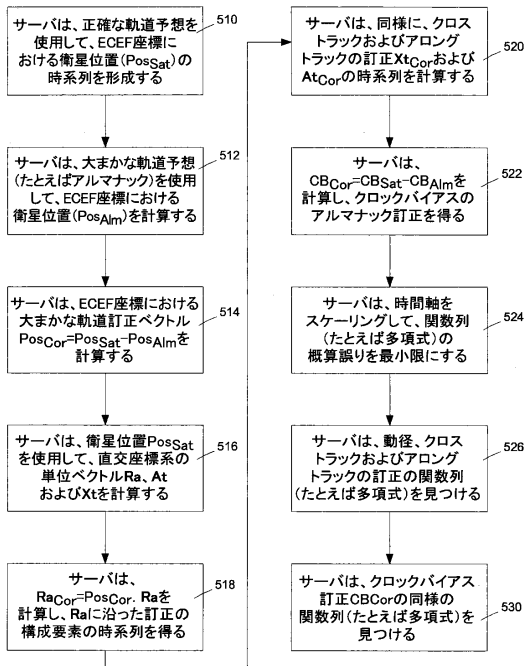 サーバは、正確な軌道予想を
使用して、ECEF座標に
おける衛星位置(PosSat)の
時系列を形成する
510
サーバは、大まかな軌道予想
(たとえばアルマナック)を使用
して、ECEF座標における
衛星位置(PosAlm)を計算する
512
サーバは、ECEF座標における
大まかな軌道訂正ベクトル
PosCor=PosSat-PosAlmを
計算する
514
サーバは、衛星位置PosSat
を使用して、直交座標系の
単位ベクトルRa、At
およびXtを計算する
516
サーバは、
RaCor=PosCor. Raを
計算し、Raに沿った訂正の
構成要素の時系列を得る
518
サーバは、同様に、クロス
トラックおよびアロング
トラックの訂正XtCorおよび
AtCorの時系列を計算する
520
サーバは、
CBCor=CBSat-CBAlmを
計算し、クロックバイアスの
アルマナック訂正を得る
522
サーバは、時間軸を
スケーリングして、関数列
(たとえば多項式)の
概算誤りを最小限にする
524
サーバは、動径、クロス
トラックおよびアロング
トラックの訂正の関数列
(たとえば多項式)を見つける
526
サーバは、クロックバイアス
訂正CBCorの同様の
関数列(たとえば多項式)を
見つける
530